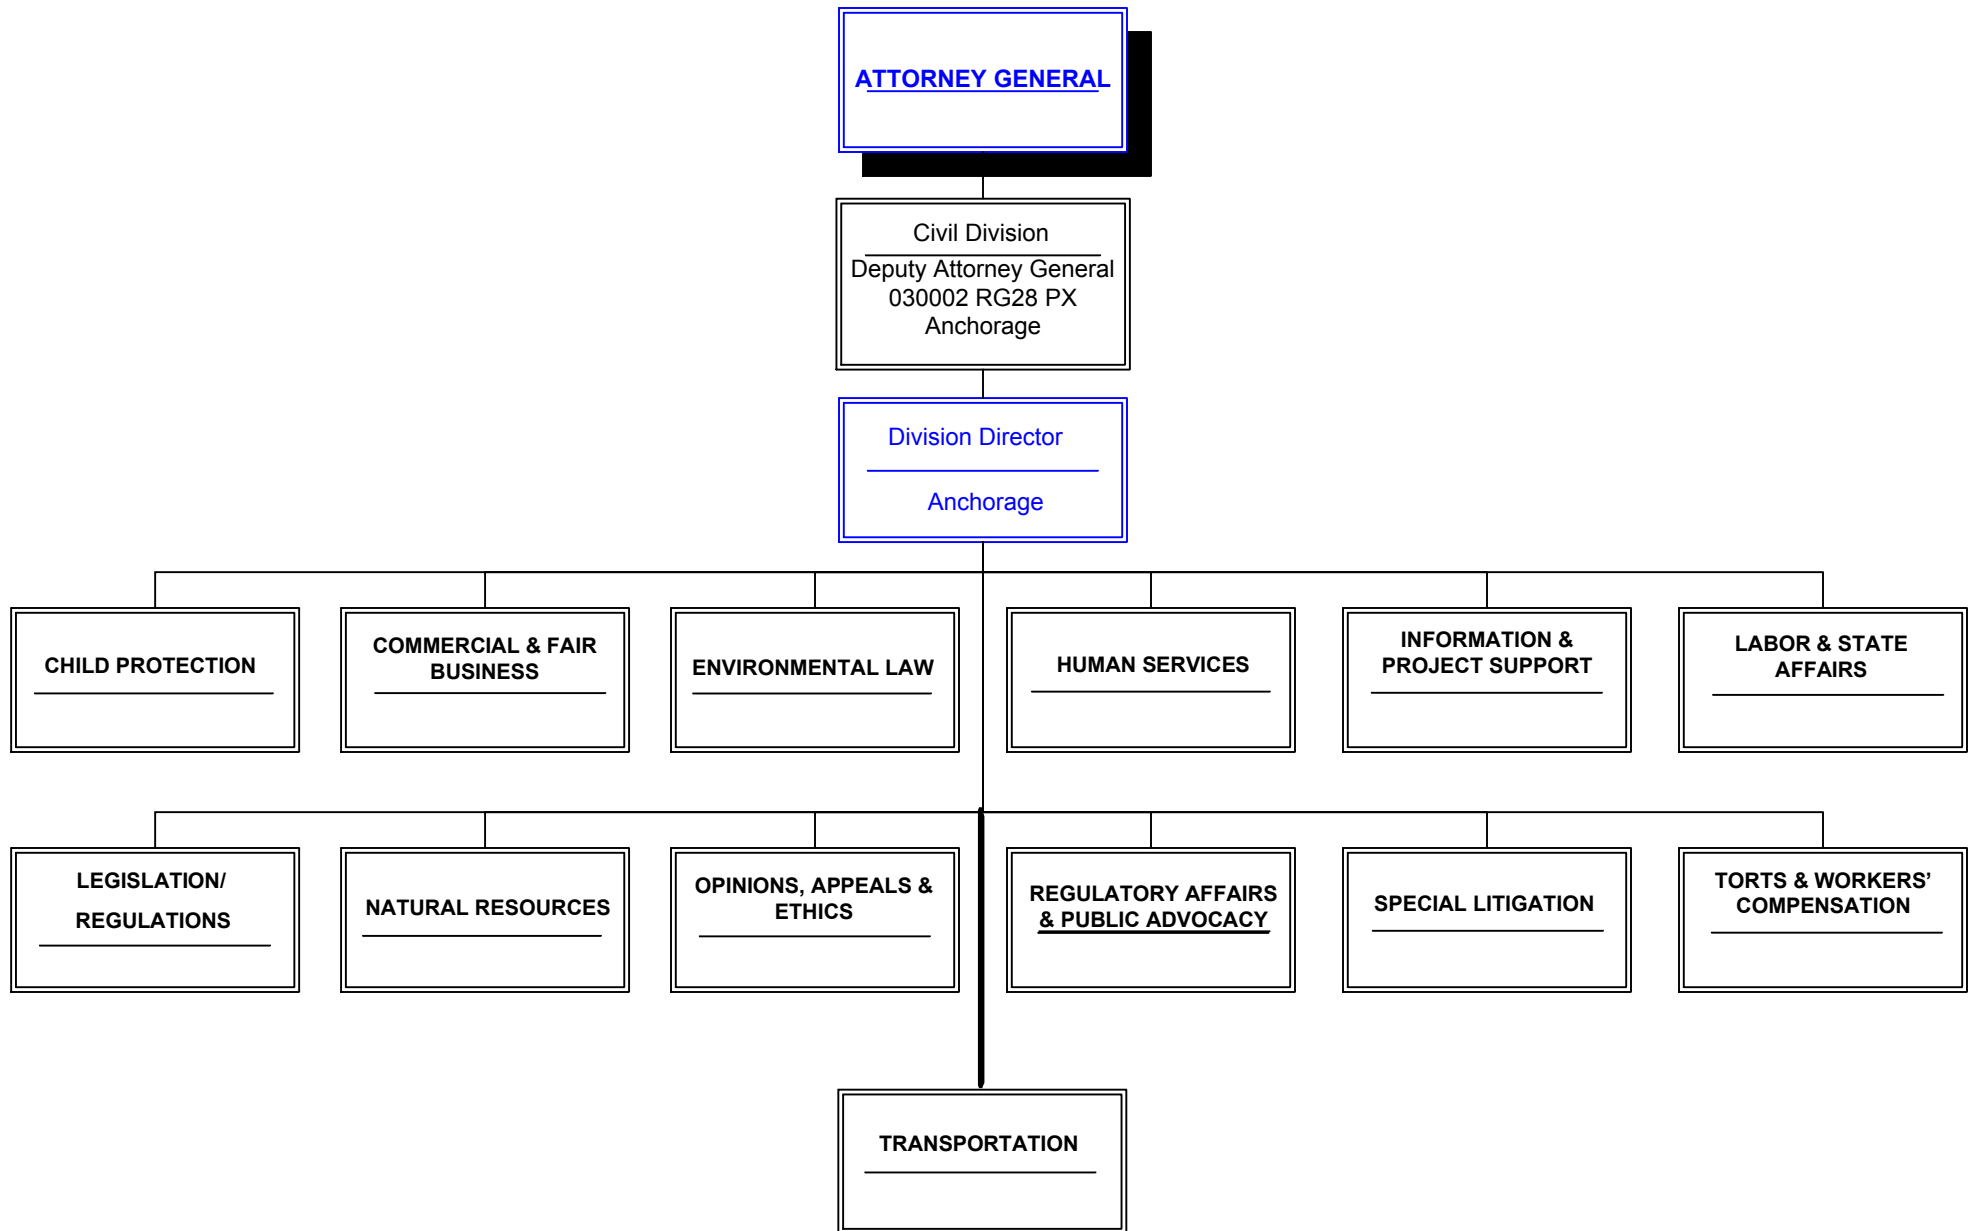 ATTORNEY GENERAL
Civil Division
Deputy Attorney General
030002 RG28 PX
Anchorage
Division Director
Anchorage
CHILD PROTECTION
COMMERCIAL & FAIR
BUSINESS
ENVIRONMENTAL LAW
HUMAN SERVICES
INFORMATION &
PROJECT SUPPORT
LABOR & STATE
AFFAIRS
LEGISLATION/
REGULATIONS
NATURAL RESOURCES
OPINIONS, APPEALS &
ETHICS
REGULATORY AFFAIRS
& PUBLIC ADVOCACY
SPECIAL LITIGATION
TORTS & WORKERS’
COMPENSATION
TRANSPORTATION